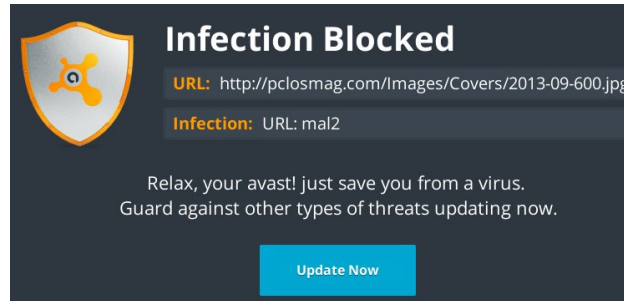 Infection Blocked
URL: http://pclosmag.com/Images/Covers/2013-09-600.jpg
Infection: URL: mal2
Relax, your avast! just save you from a virus.
Guard against other types of threats updating now.
Update Now